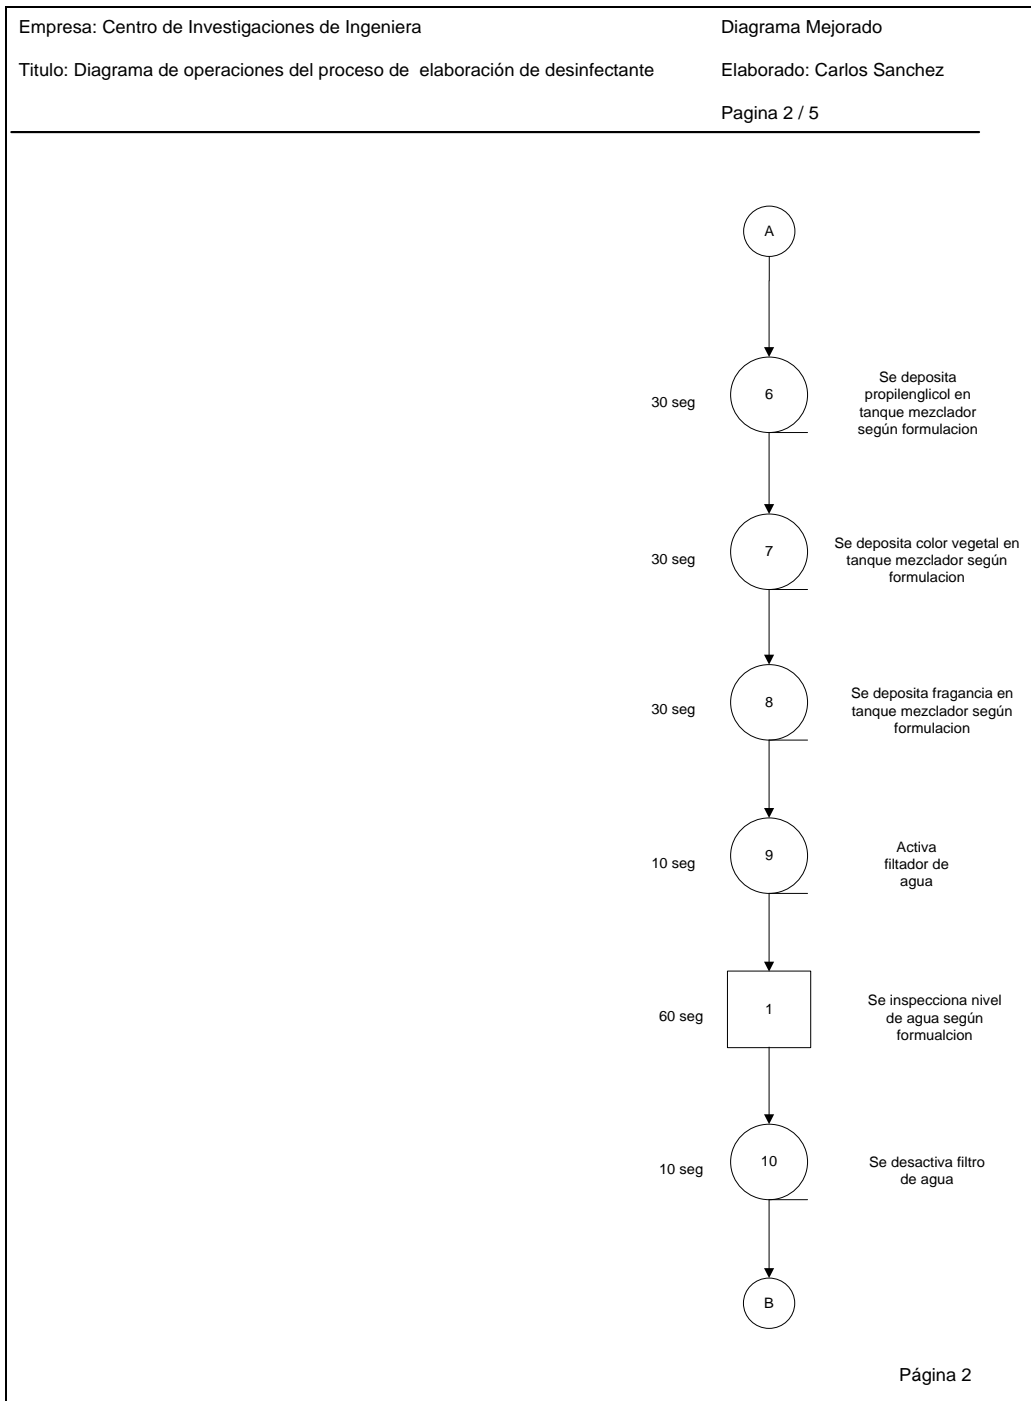 Empresa: Centro de Investigaciones de Ingeniera
Diagrama Mejorado
Titulo: Diagrama de operaciones del proceso de elaboración de desinfectante
Elaborado: Carlos Sanchez
Pagina 2 / 5
A
30 seg
6
Se deposita
propilenglicol en
tanque mezclador
según formulacion
30 seg
7
Se deposita color vegetal en
tanque mezclador según
formulacion
30 seg
8
Se deposita fragancia en
tanque mezclador según
formulacion
10 seg
9
Activa
filtador de
agua
60 seg
1
Se inspecciona nivel
de agua según
formualcion
10 seg
10
Se desactiva filtro
de agua
B
Página 2